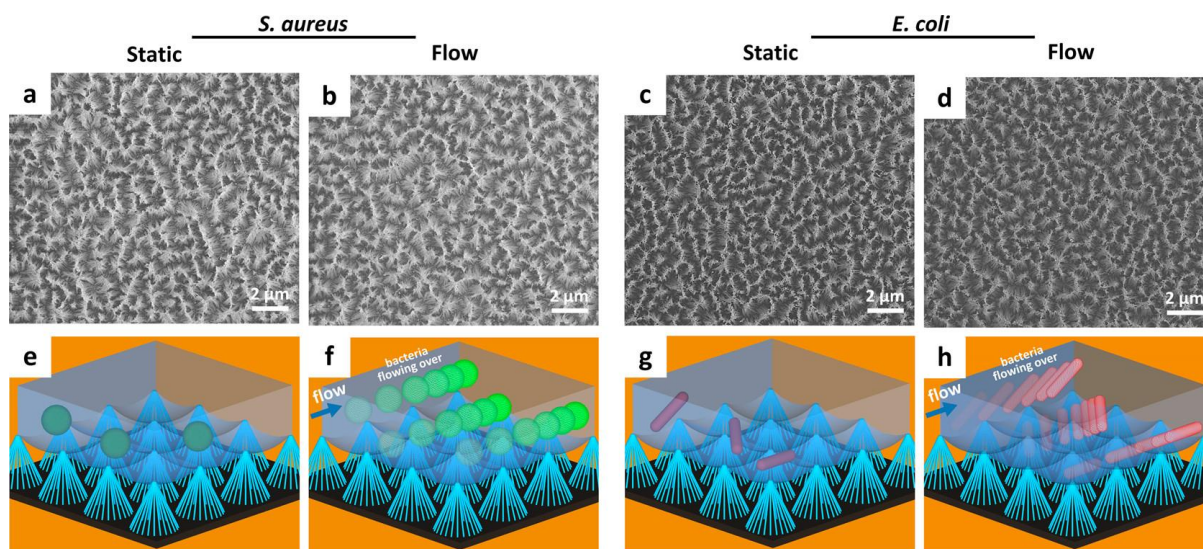 S. aureus
E. coli
Static
Flow
Static
Flow
a
b
c
d
2 μm
2 μm
2 μm
2 μm
e
f
g
h
bacteria
flowing over
flow
bacteria
flowing over
flow